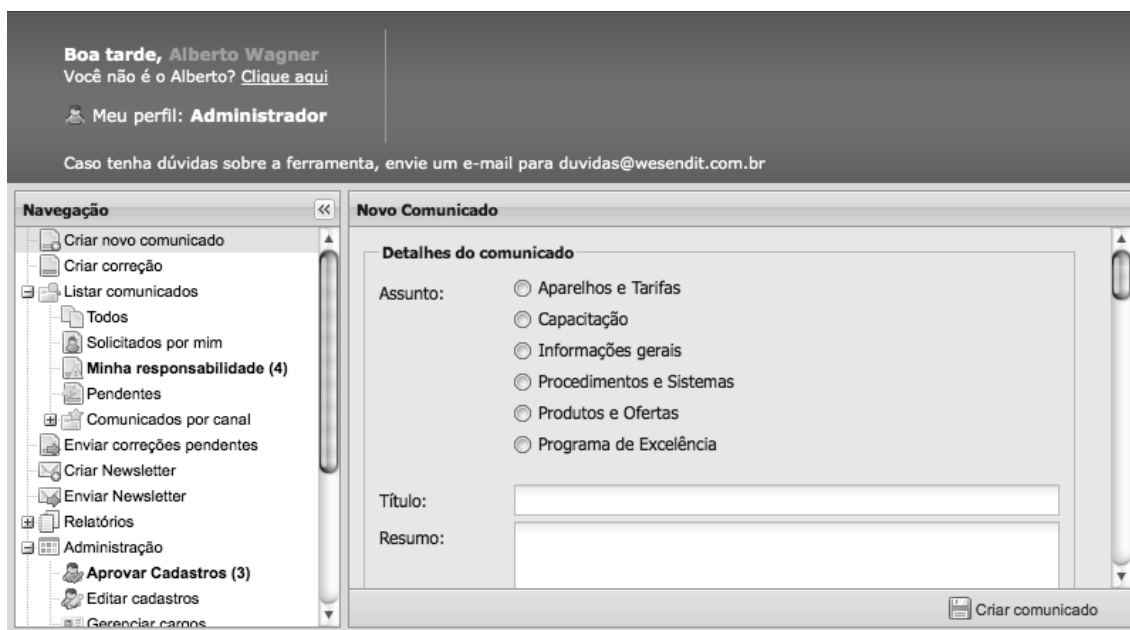 Boa tarde, Alberto Wagner
Você não é o Alberto? Clique aqui
Meu perfil: Administrador
Caso tenha dúvidas sobre a ferramenta, envie um e-mail para duvidas@wesendit.com.br
Navegação
Criar novo comunicado
Criar correção
Listar comunicados
Todos
Solicitados por mim
Minha responsabilidade (4)
Pendentes
Comunicados por canal
Enviar correções pendentes
Criar Newsletter
Enviar Newsletter
Relatórios
Administração
Aprovar Cadastros (3)
Editar cadastros
Gerenciar cargos
Novo Comunicado
Detalhes do comunicado
Assunto:
Aparelhos e Tarifas
Capacitação
Informações gerais
Procedimentos e Sistemas
Produtos e Ofertas
Programa de Excelência
Título:
Resumo:
Criar comunicado